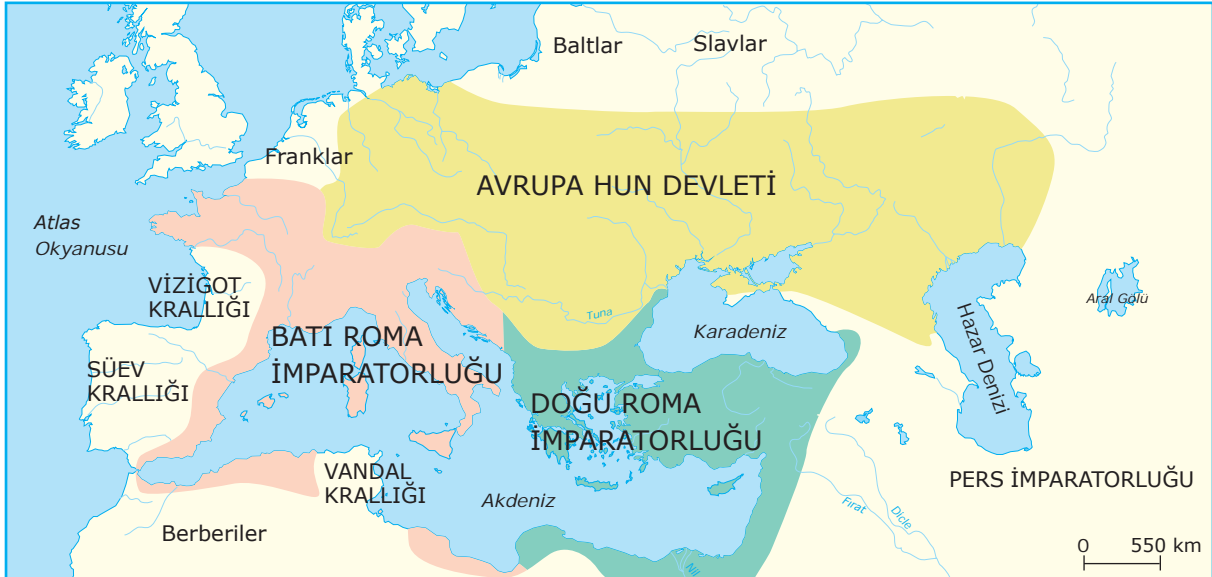 Baltlar
Slavlar
Franklar
AVRUPA HUN DEVLETİ
Atlas
Okyanusu
VİZİGOT
KRALLIĞI
Tuna
Karadeniz
Hazar Denizi
Aral Gölü
BATI ROMA
İMPARATORLUĞU
SÜEV
KRALLIĞI
DOĞU ROMA
İMPARATORLUĞU
VANDAL
KRALLIĞI
Akdeniz
PERS İMPARATORLUĞU
Fırat
Dicle
Berberiler
Nil
0 550 km